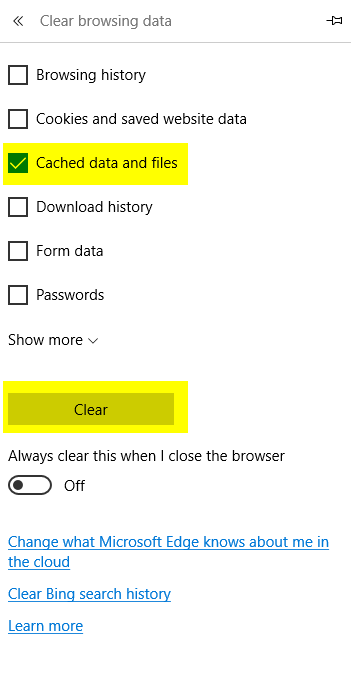 Clear browsing data
Browsing history
Cookies and saved website data
Cached data and files
Download history
Form data
Passwords
Show more
Clear
Always clear this when I close the browser
Off
Change what Microsoft Edge knows about me in
the cloud
Clear Bing search history
Learn more